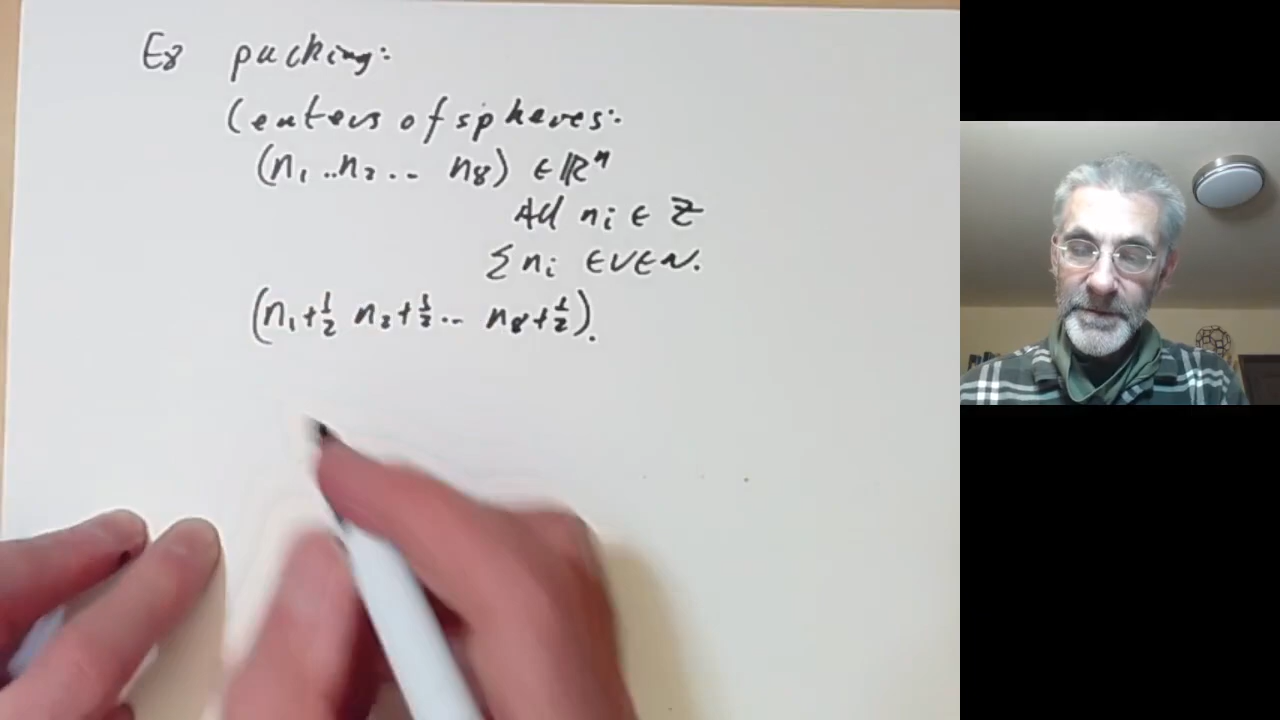 E8 packing:
Centers of spheres:
(n₁ .. n₂ .. n₈) ∈ ℝⁿ
All nᵢ ∈ ℤ
Σ nᵢ EVEN.
(n₁+½ n₂+½ .. n₈+½).